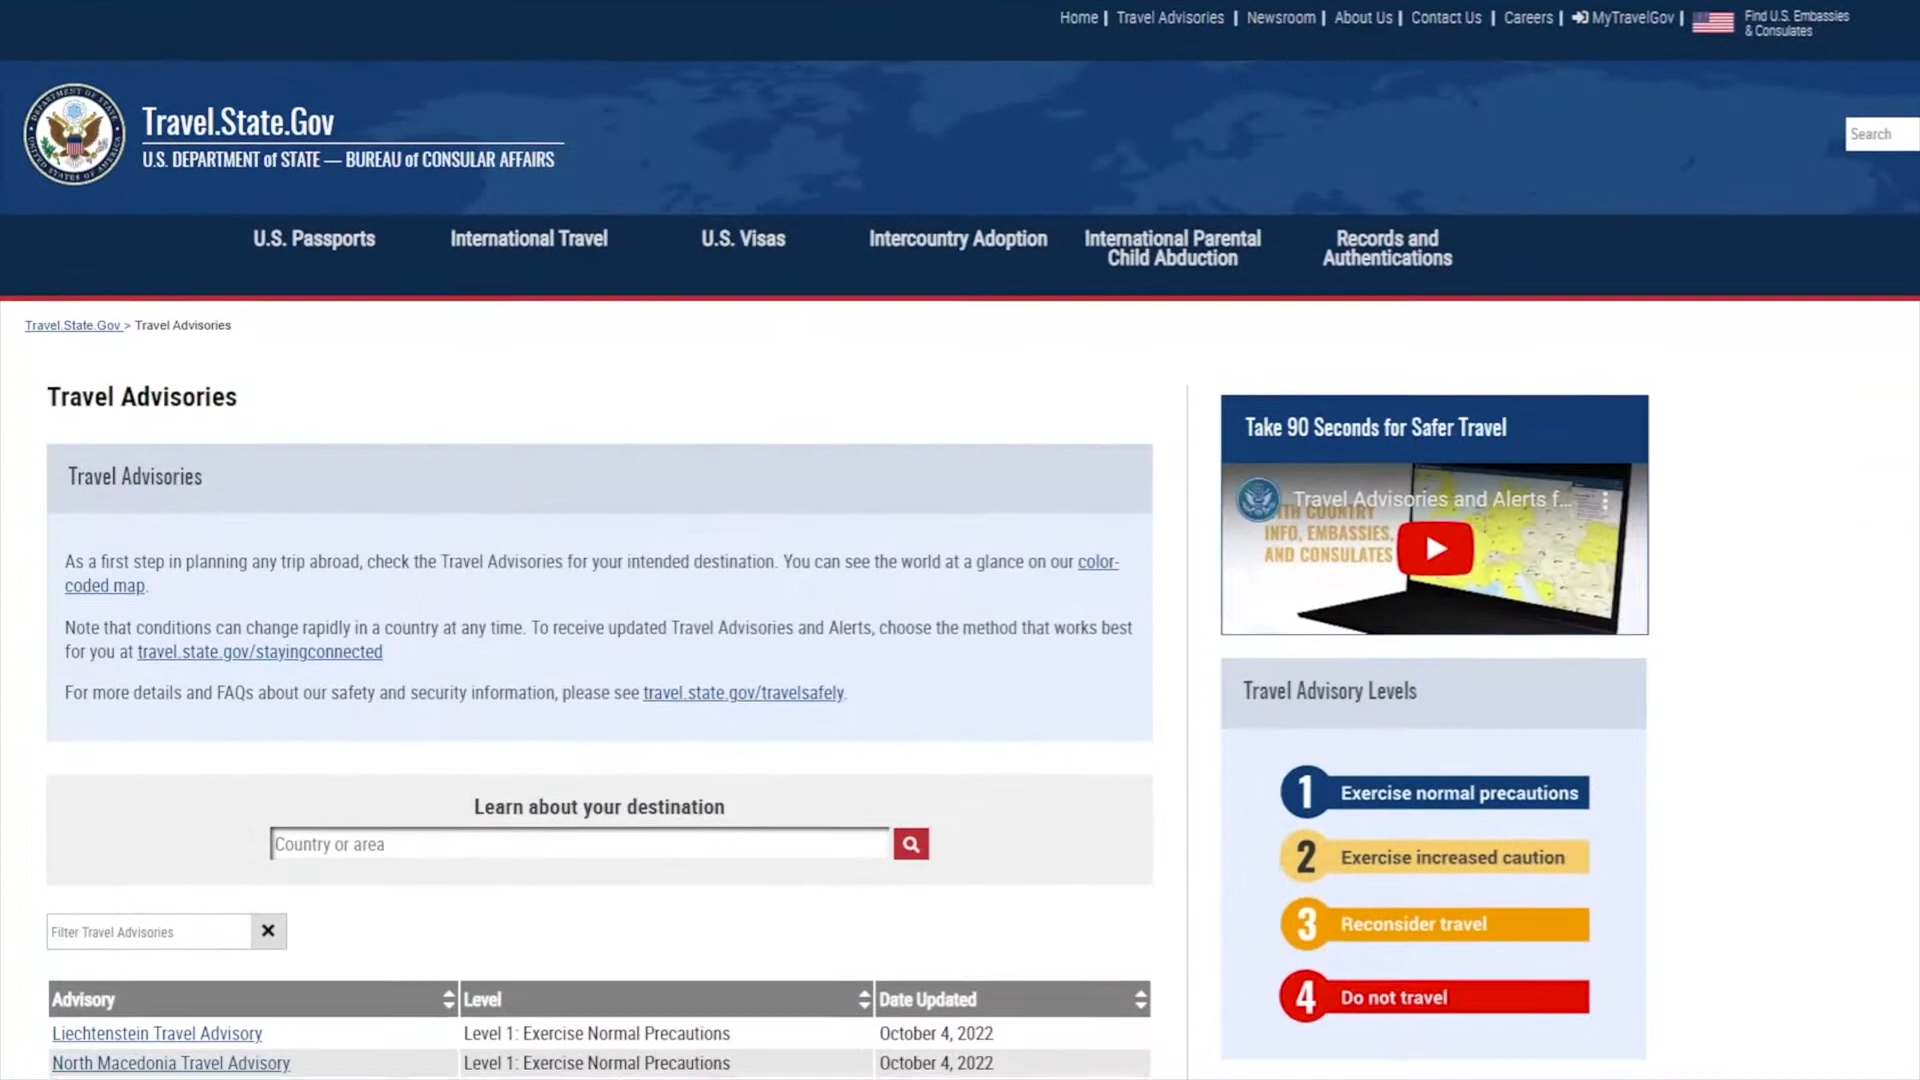 Home | Travel Advisories | Newsroom | About Us | Contact Us | Careers | MyTravelGov | Find U.S. Embassies
& Consulates
Travel.State.Gov
U.S. DEPARTMENT of STATE — BUREAU of CONSULAR AFFAIRS
Search
U.S. Passports
International Travel
U.S. Visas
Intercountry Adoption
International Parental
Child Abduction
Records and
Authentications
Travel.State.Gov > Travel Advisories
Travel Advisories
Travel Advisories
As a first step in planning any trip abroad, check the Travel Advisories for your intended destination. You can see the world at a glance on our color-
coded map.
Note that conditions can change rapidly in a country at any time. To receive updated Travel Advisories and Alerts, choose the method that works best
for you at travel.state.gov/stayingconnected
For more details and FAQs about our safety and security information, please see travel.state.gov/travelsafely.
Learn about your destination
Country or area
Filter Travel Advisories
Advisory Level Date Updated
Liechtenstein Travel Advisory Level 1: Exercise Normal Precautions October 4, 2022
North Macedonia Travel Advisory Level 1: Exercise Normal Precautions October 4, 2022
Take 90 Seconds for Safer Travel
Travel Advisories and Alerts f...
COUNTRY
INFO, EMBASSIES,
AND CONSULATES
Travel Advisory Levels
1 Exercise normal precautions
2 Exercise increased caution
3 Reconsider travel
4 Do not travel